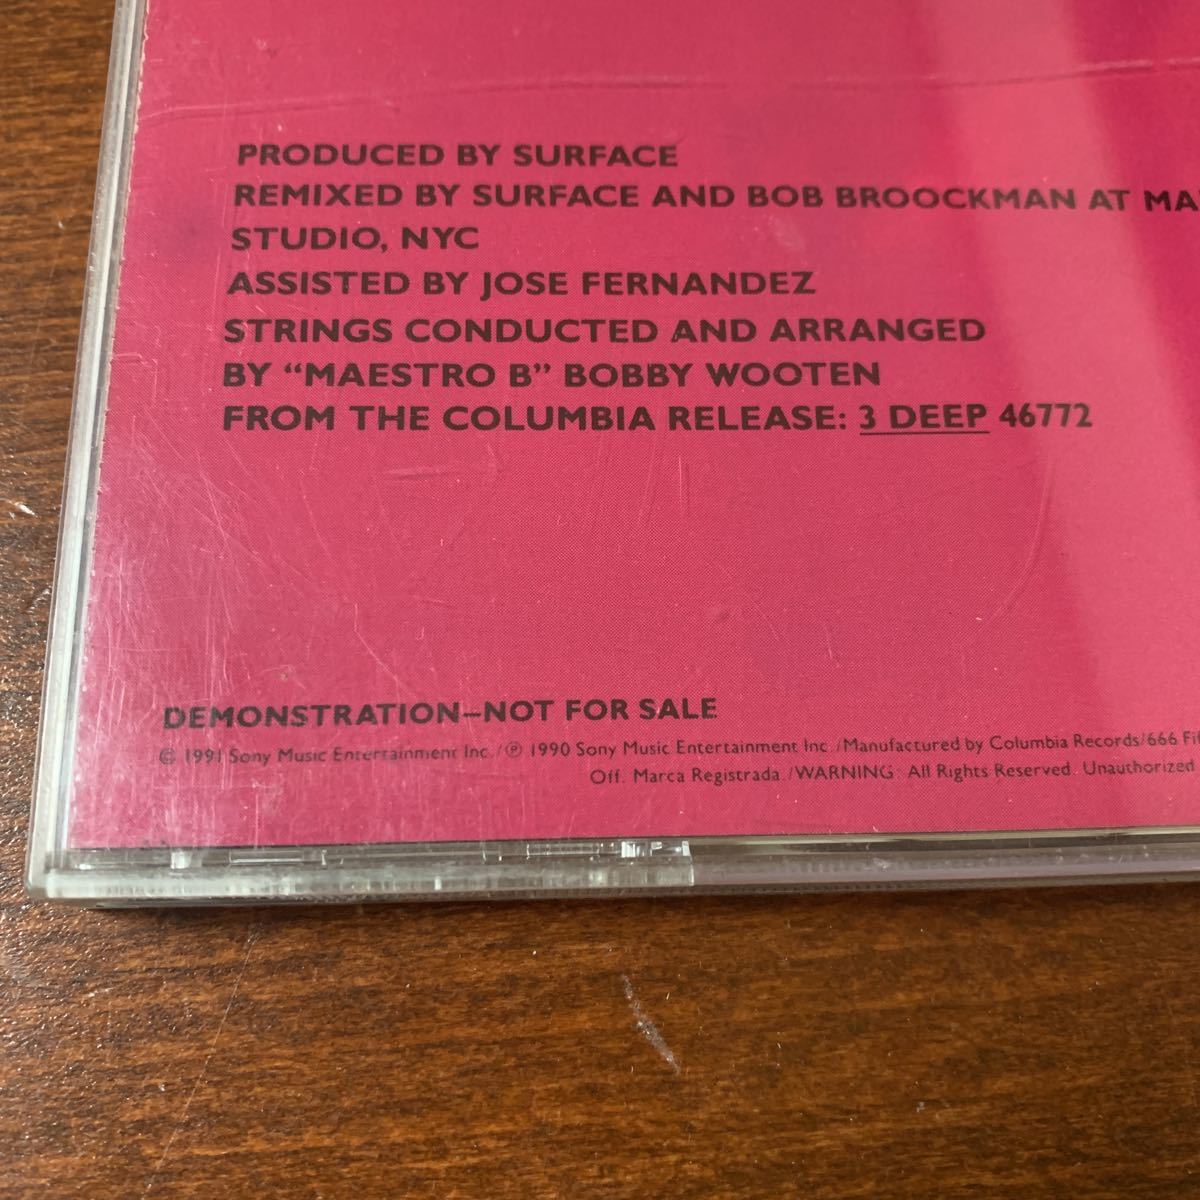 PRODUCED BY SURFACE
REMIXED BY SURFACE AND BOB BROOCKMAN AT
STUDIO, NYC
ASSISTED BY JOSE FERNANDEZ
STRINGS CONDUCTED AND ARRANGED
BY “MAESTRO B” BOBBY WOOTEN
FROM THE COLUMBIA RELEASE: 3 DEEP 46772
DEMONSTRATION–NOT FOR SALE
© 1991 Sony Music Entertainment Inc./℗ 1990 Sony Music Entertainment Inc./Manufactured by Columbia Records/666
Off. Marca Registrada./WARNING: All Rights Reserved. Unauthorized